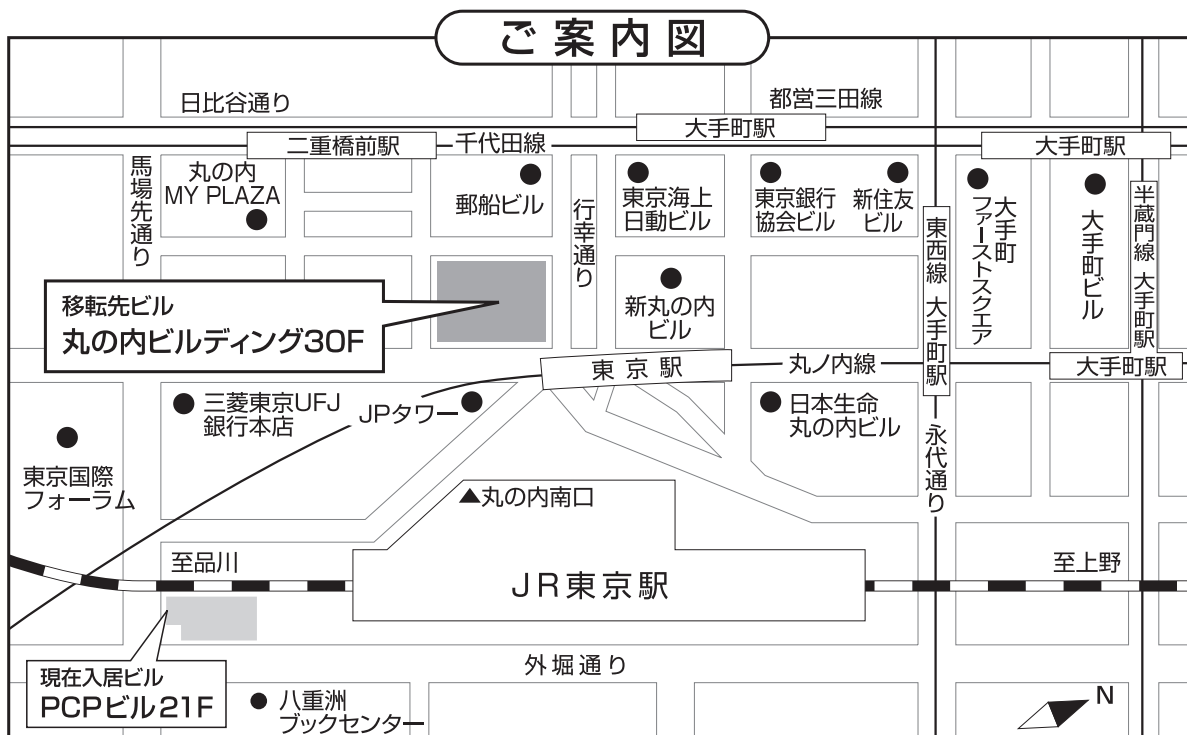 ご案内図
日比谷通り
都営三田線
大手町駅
二重橋前駅
千代田線
大手町駅
馬場先通り
丸の内
MY PLAZA
郵船ビル
行幸通り
東京海上
日動ビル
東京銀行
協会ビル
新住友
ビル
東西線 大手町駅
大手町
ファーストスクエア
大手町ビル
半蔵門線 大手町駅
移転先ビル
丸の内ビルディング30F
新丸の内
ビル
東京駅
丸ノ内線
大手町駅
三菱東京UFJ
銀行本店
JPタワー
日本生命
丸の内ビル
永代通り
東京国際
フォーラム
▲丸の内南口
至品川
JR東京駅
至上野
現在入居ビル
PCPビル21F
外堀通り
八重洲
ブックセンター
N